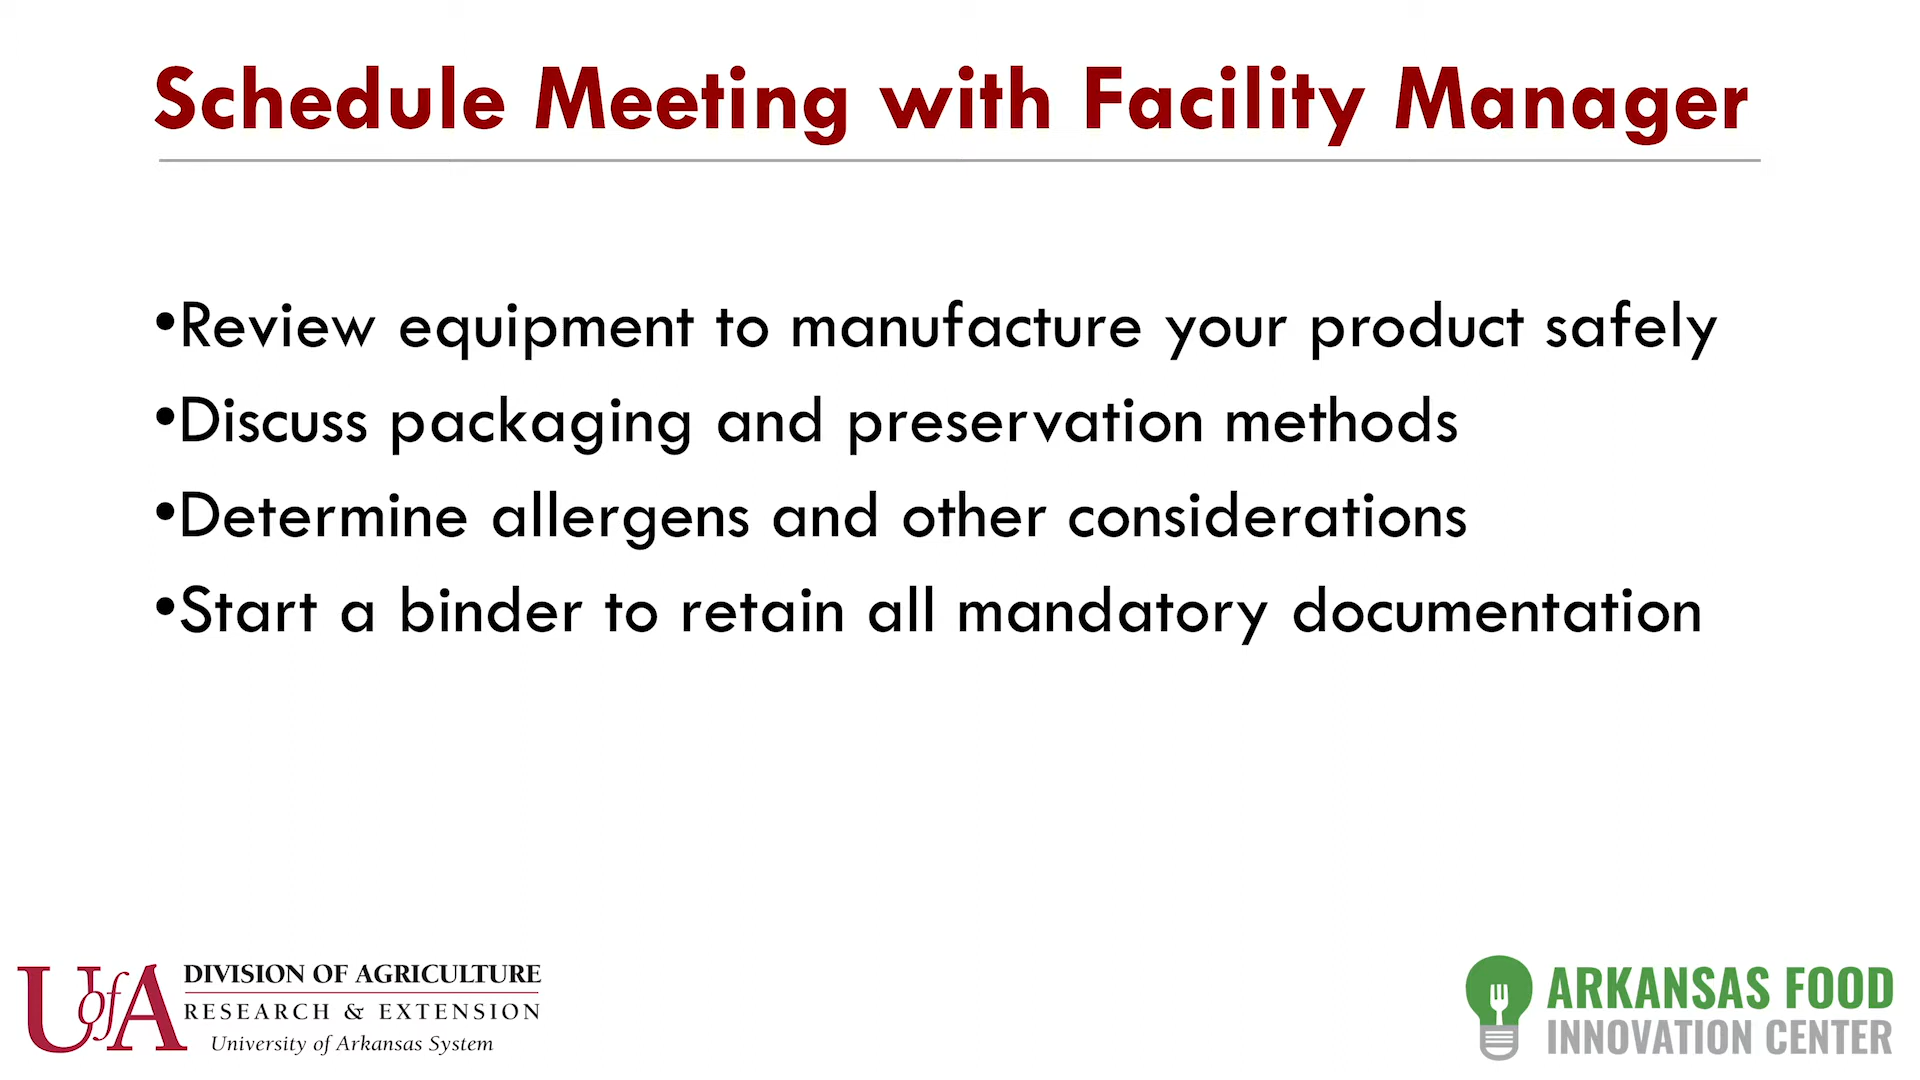 Schedule Meeting with Facility Manager
•Review equipment to manufacture your product safely
•Discuss packaging and preservation methods
•Determine allergens and other considerations
•Start a binder to retain all mandatory documentation
UofA
DIVISION OF AGRICULTURE
RESEARCH & EXTENSION
University of Arkansas System
ARKANSAS FOOD
INNOVATION CENTER